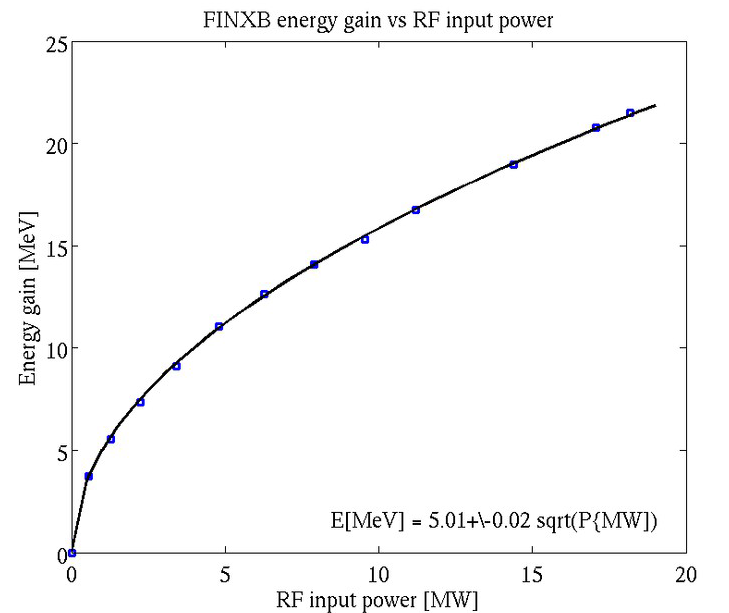 FINXB energy gain vs RF input power
25
20
15
10
5
0
Energy gain [MeV]
E[MeV] = 5.01+\-0.02 sqrt(P{MW])
0 5 10 15 20
RF input power [MW]